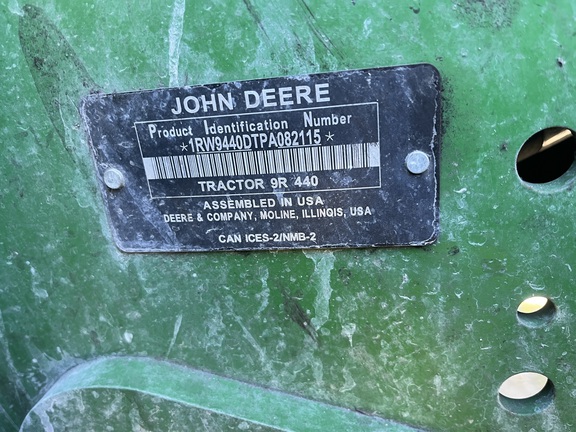 JOHN DEERE
Product Identification Number
*1RW9440DTPA082115*
TRACTOR 9R 440
ASSEMBLED IN USA
DEERE & COMPANY, MOLINE, ILLINOIS, USA
CAN ICES-2/NMB-2